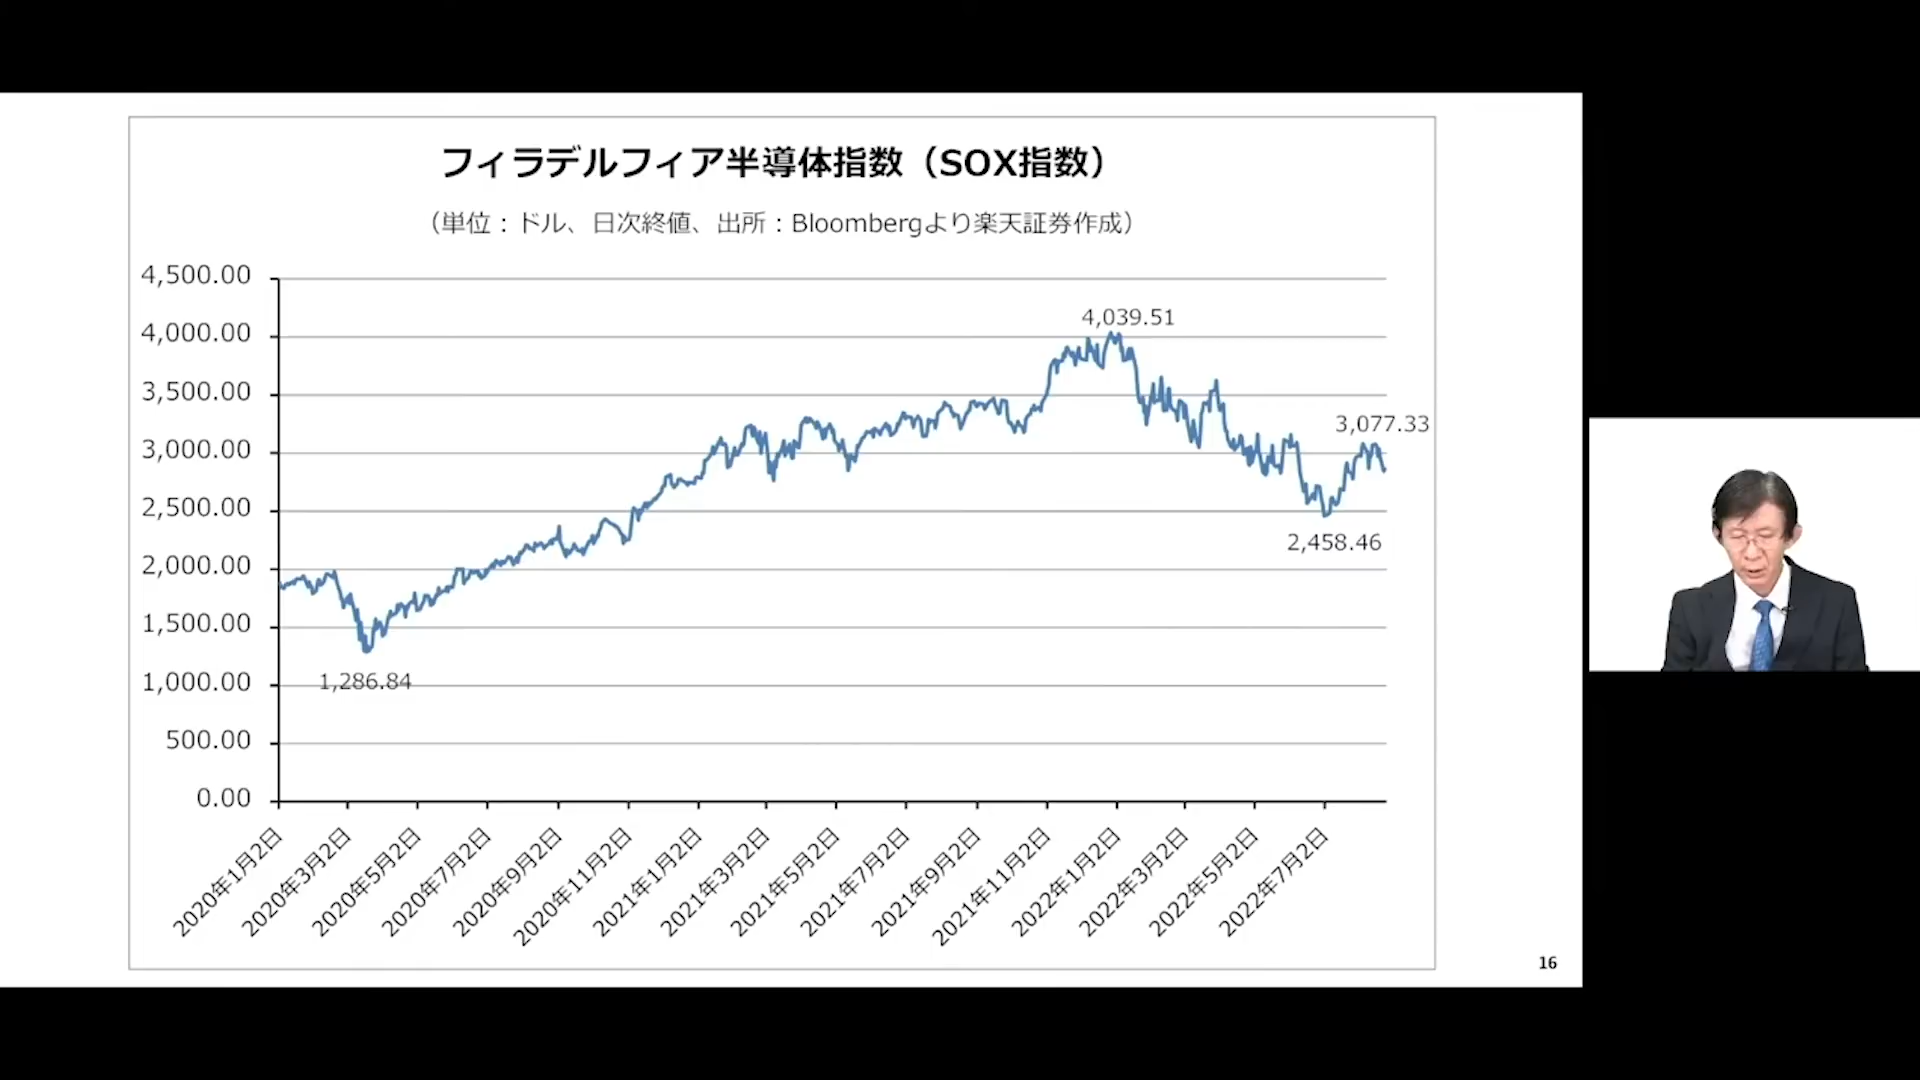 フィラデルフィア半導体指数（SOX指数）
（単位：ドル、日次終値、出所：Bloombergより楽天証券作成）
4,500.00
4,000.00
3,500.00
3,000.00
2,500.00
2,000.00
1,500.00
1,000.00
500.00
0.00
4,039.51
3,077.33
2,458.46
1,286.84
2020年1月2日
2020年3月2日
2020年5月2日
2020年7月2日
2020年9月2日
2020年11月2日
2021年1月2日
2021年3月2日
2021年5月2日
2021年7月2日
2021年9月2日
2021年11月2日
2022年1月2日
2022年3月2日
2022年5月2日
2022年7月2日
16